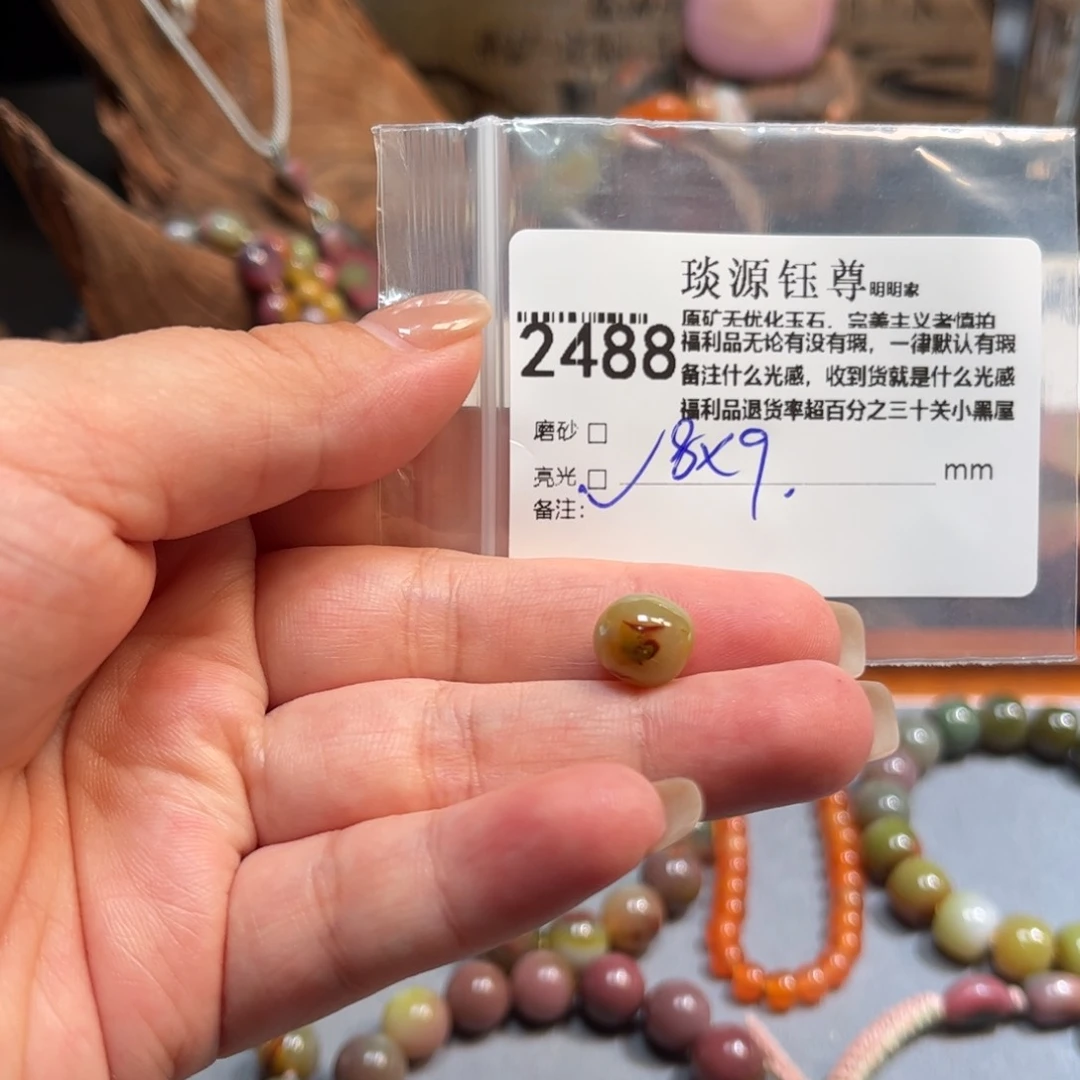 琰源钰尊明明家
原矿无优化玉石，完美主义者慎拍
2488
福利品无论有没有瑕，一律默认有瑕
备注什么光感，收到货就是什么光感
福利品退货率超百分之三十关小黑屋
磨砂 □
亮光 □ ✓ 8x9. mm
备注：